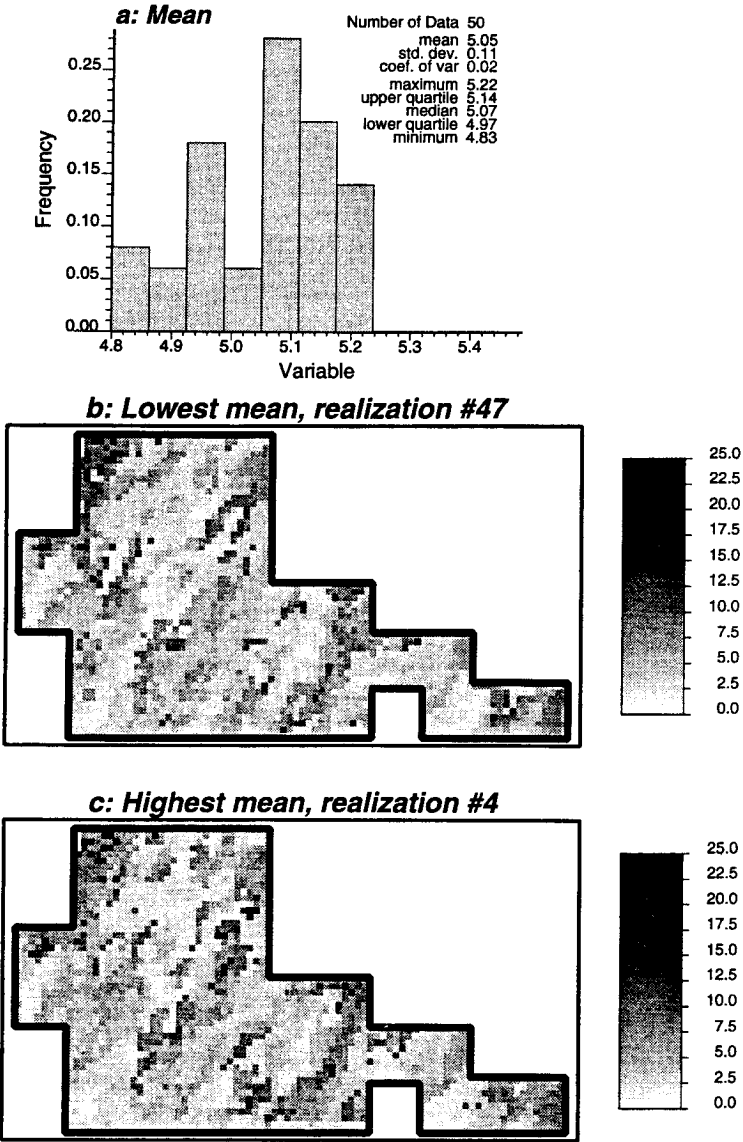 a: Mean
Number of Data 50
mean 5.05
std. dev. 0.11
coef. of var 0.02
maximum 5.22
upper quartile 5.14
median 5.07
lower quartile 4.97
minimum 4.83
Frequency
0.25
0.20
0.15
0.10
0.05
0.00
4.8 4.9 5.0 5.1 5.2 5.3 5.4
Variable
b: Lowest mean, realization #47
25.0
22.5
20.0
17.5
15.0
12.5
10.0
7.5
5.0
2.5
0.0
c: Highest mean, realization #4
25.0
22.5
20.0
17.5
15.0
12.5
10.0
7.5
5.0
2.5
0.0